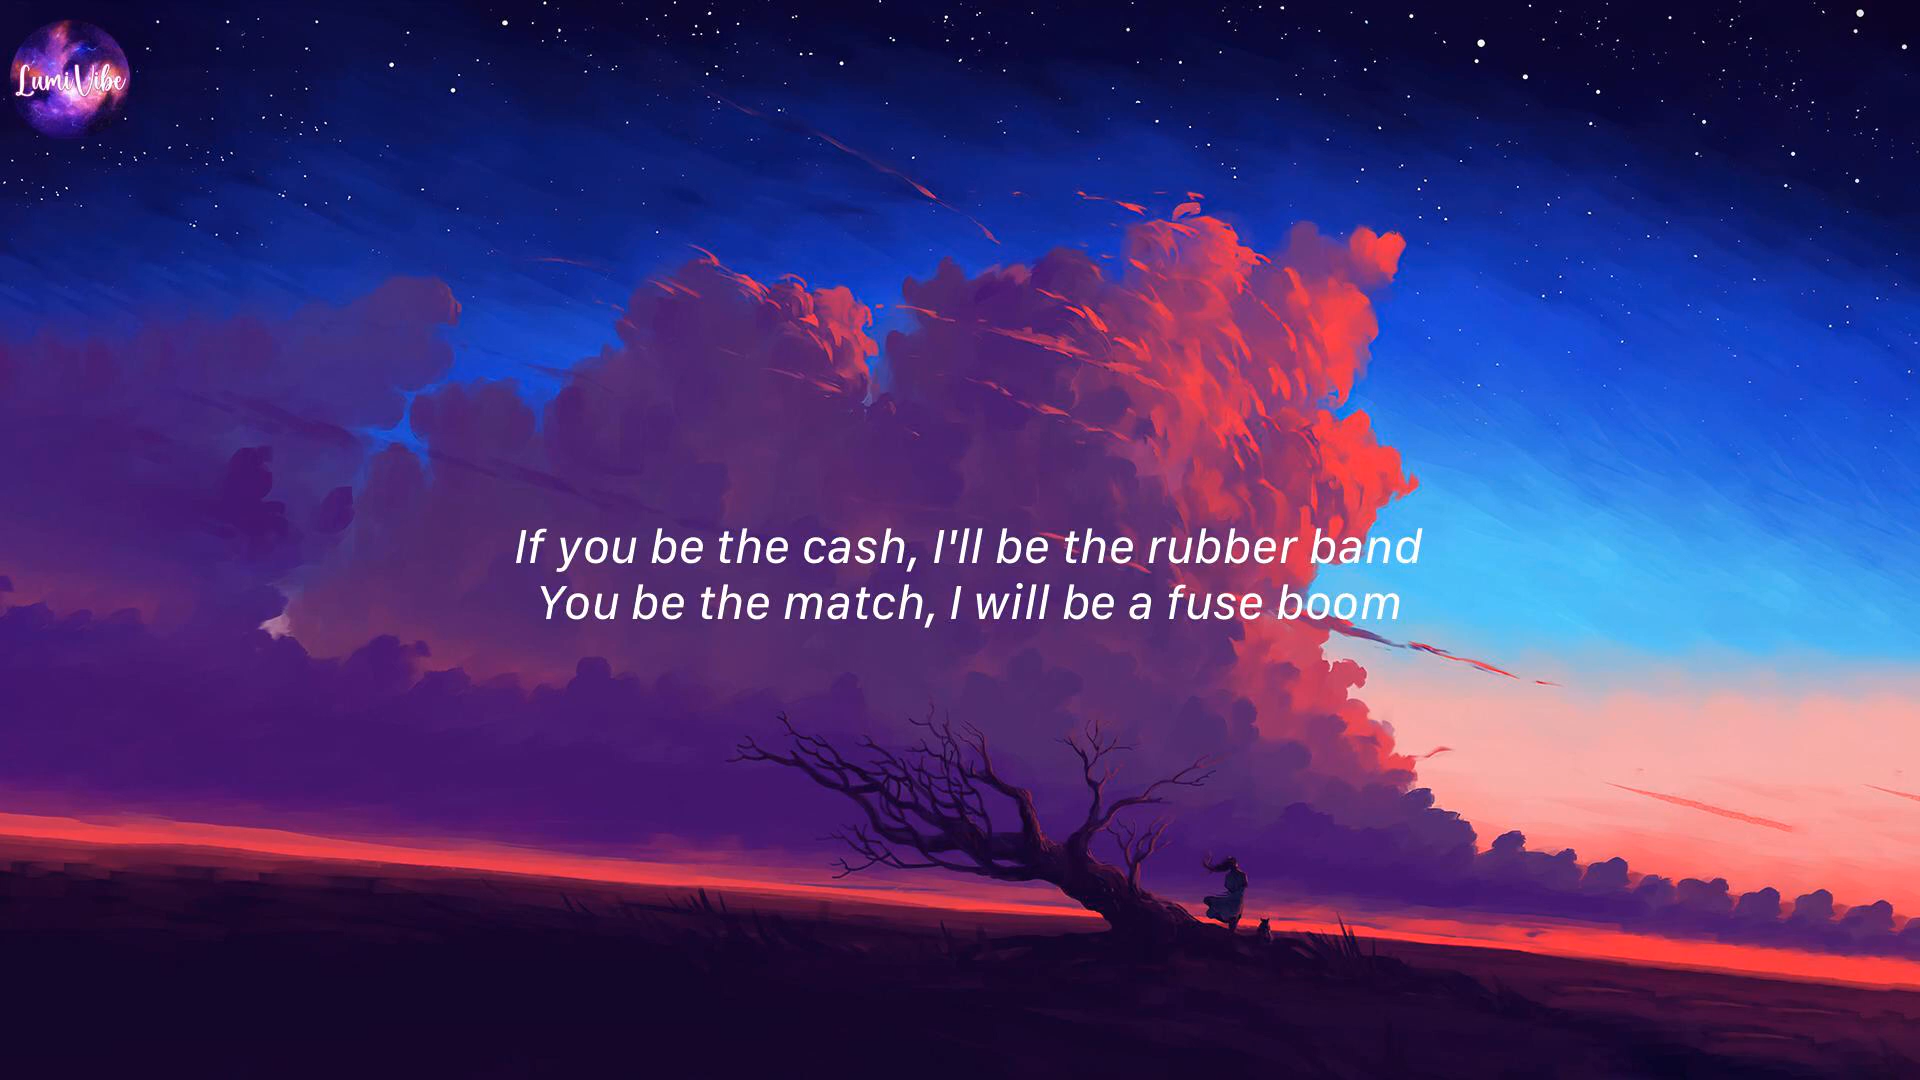 LumiVibe
If you be the cash, I'll be the rubber band
You be the match, I will be a fuse boom